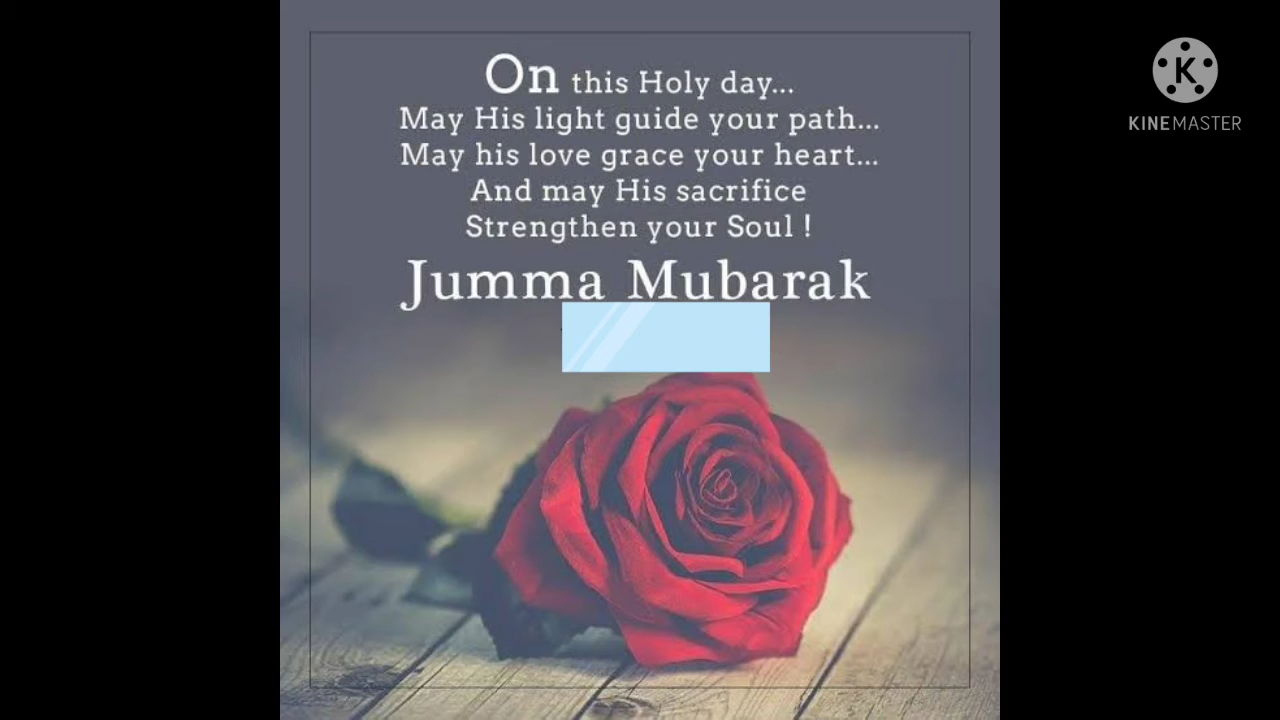 On this Holy day...
May His light guide your path...
May his love grace your heart...
And may His sacrifice
Strengthen your Soul !
Jumma Mubarak
K
KINEMASTER